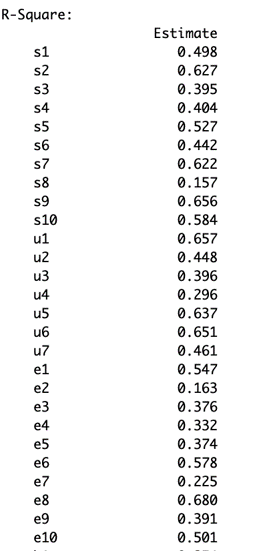 R-Square:
Estimate
s1 0.498
s2 0.627
s3 0.395
s4 0.404
s5 0.527
s6 0.442
s7 0.622
s8 0.157
s9 0.656
s10 0.584
u1 0.657
u2 0.448
u3 0.396
u4 0.296
u5 0.637
u6 0.651
u7 0.461
e1 0.547
e2 0.163
e3 0.376
e4 0.332
e5 0.374
e6 0.578
e7 0.225
e8 0.680
e9 0.391
e10 0.501